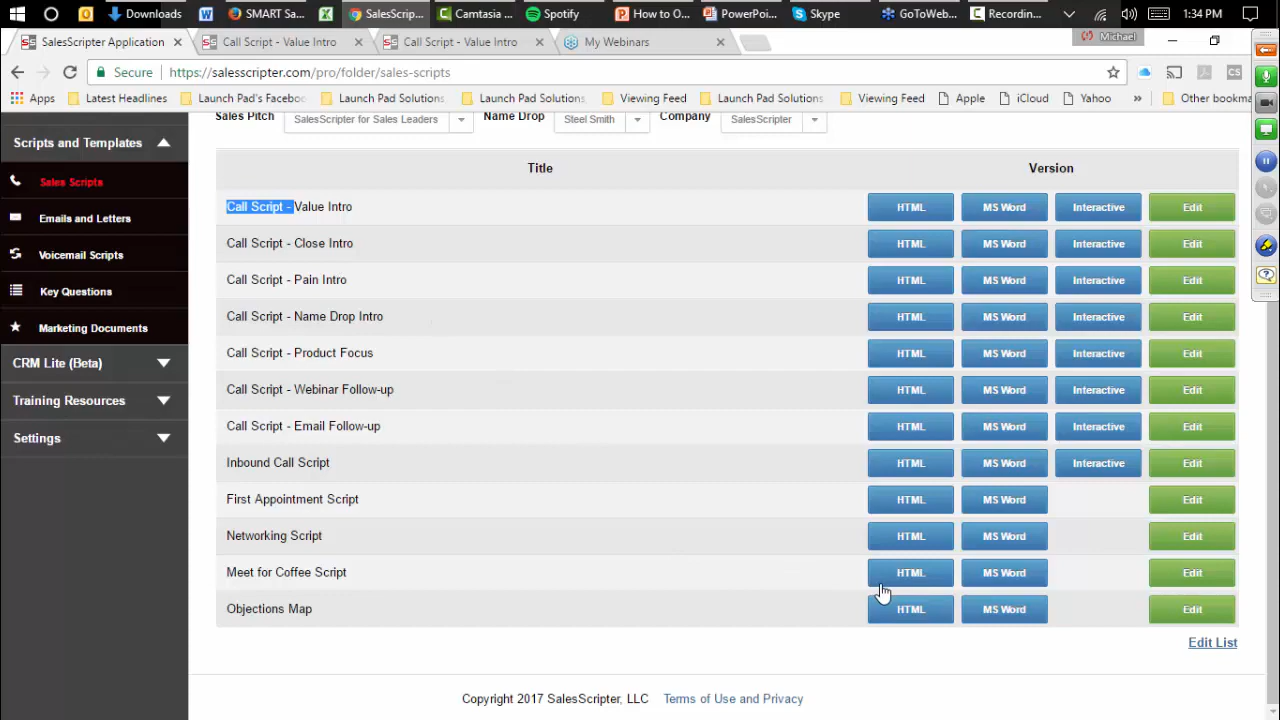 Downloads
SMART Sa...
SalesScrip...
Camtasia ...
Spotify
How to O...
PowerPoi...
Skype
GoToWeb...
Recordin...
1:34 PM
SalesScripter Application
Call Script - Value Intro
Call Script - Value Intro
My Webinars
Michael
Secure
https://salesscripter.com/pro/folder/sales-scripts
Apps
Latest Headlines
Launch Pad's Facebo
Launch Pad Solutions
Launch Pad Solutions
Viewing Feed
Launch Pad Solutions
Viewing Feed
Apple
iCloud
Yahoo
»
Other bookma
CS
Sales Pitch
SalesScripter for Sales Leaders
Name Drop
Steel Smith
Company
SalesScripter
Scripts and Templates
Sales Scripts
Emails and Letters
Voicemail Scripts
Key Questions
Marketing Documents
CRM Lite (Beta)
Training Resources
Settings
Title Version
Call Script - Value Intro HTML MS Word Interactive Edit
Call Script - Close Intro HTML MS Word Interactive Edit
Call Script - Pain Intro HTML MS Word Interactive Edit
Call Script - Name Drop Intro HTML MS Word Interactive Edit
Call Script - Product Focus HTML MS Word Interactive Edit
Call Script - Webinar Follow-up HTML MS Word Interactive Edit
Call Script - Email Follow-up HTML MS Word Interactive Edit
Inbound Call Script HTML MS Word Interactive Edit
First Appointment Script HTML MS Word Edit
Networking Script HTML MS Word Edit
Meet for Coffee Script HTML MS Word Edit
Objections Map HTML MS Word Edit
Edit List
Copyright 2017 SalesScripter, LLC Terms of Use and Privacy